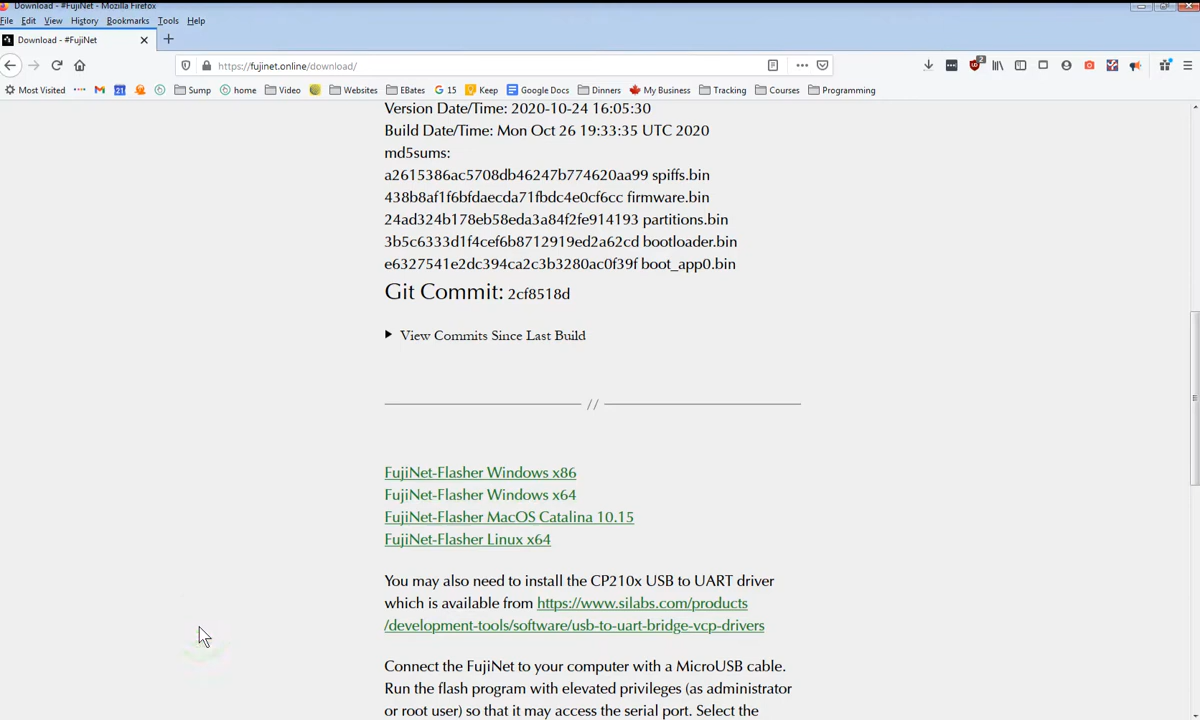 Download - #FujiNet - Mozilla Firefox
File Edit View History Bookmarks Tools Help
Download - #FujiNet
https://fujinet.online/download/
2
Most Visited 21 Sump home Video Websites EBates 15 Keep Google Docs Dinners My Business Tracking Courses Programming
Version Date/Time: 2020-10-24 16:05:30
Build Date/Time: Mon Oct 26 19:33:35 UTC 2020
md5sums:
a2615386ac5708db46247b774620aa99 spiffs.bin
438b8af1f6bfdaecda71fbdc4e0cf6cc firmware.bin
24ad324b178eb58eda3a84f2fe914193 partitions.bin
3b5c6333d1f4cef6b8712919ed2a62cd bootloader.bin
e6327541e2dc394ca2c3b3280ac0f39f boot_app0.bin
Git Commit: 2cf8518d
View Commits Since Last Build
//
FujiNet-Flasher Windows x86
FujiNet-Flasher Windows x64
FujiNet-Flasher MacOS Catalina 10.15
FujiNet-Flasher Linux x64
You may also need to install the CP210x USB to UART driver
which is available from https://www.silabs.com/products
/development-tools/software/usb-to-uart-bridge-vcp-drivers
Connect the FujiNet to your computer with a MicroUSB cable.
Run the flash program with elevated privileges (as administrator
or root user) so that it may access the serial port. Select the